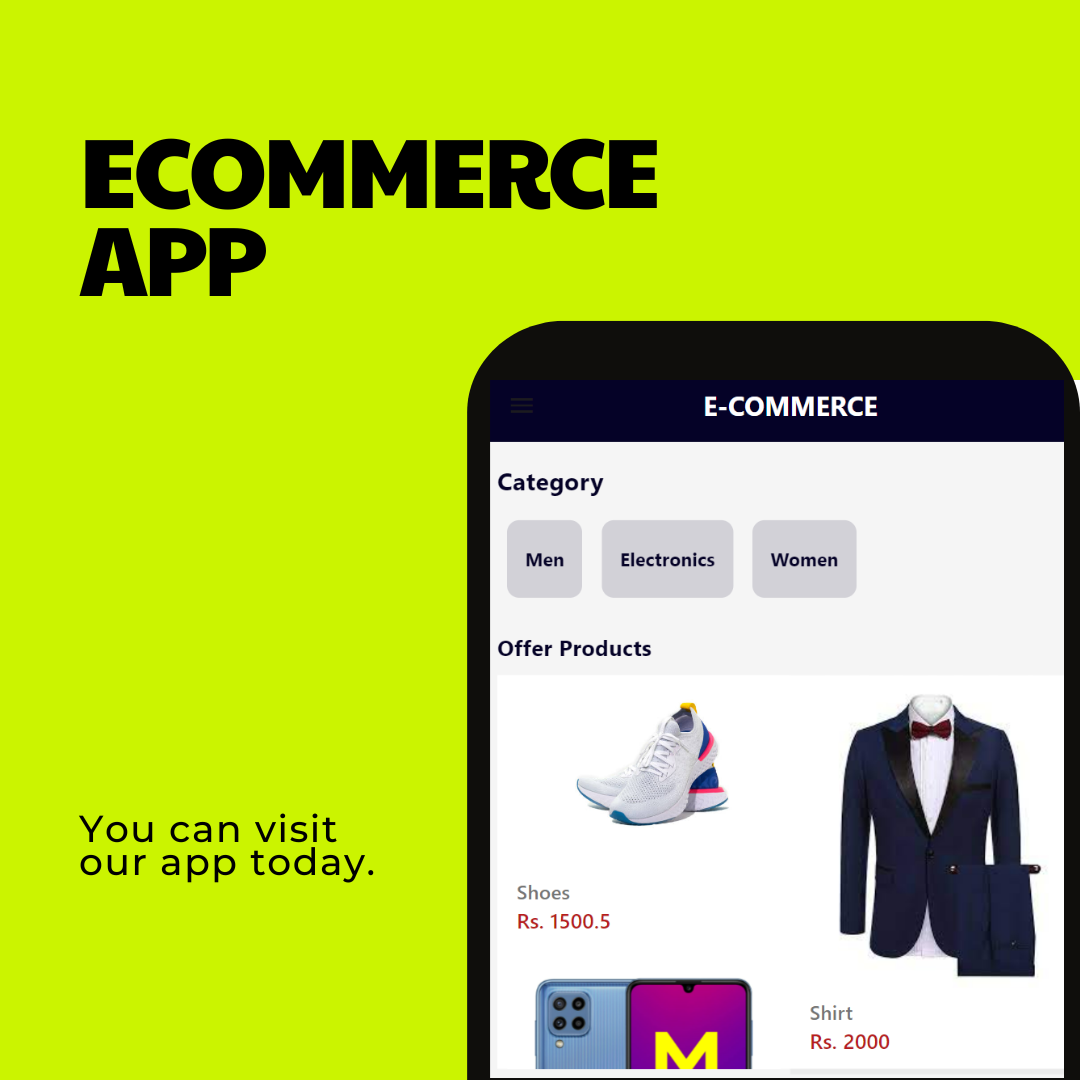 ECOMMERCE
APP
E-COMMERCE
Category
Men
Electronics
Women
Offer Products
Shoes
Rs. 1500.5
Shirt
Rs. 2000
M
You can visit
our app today.